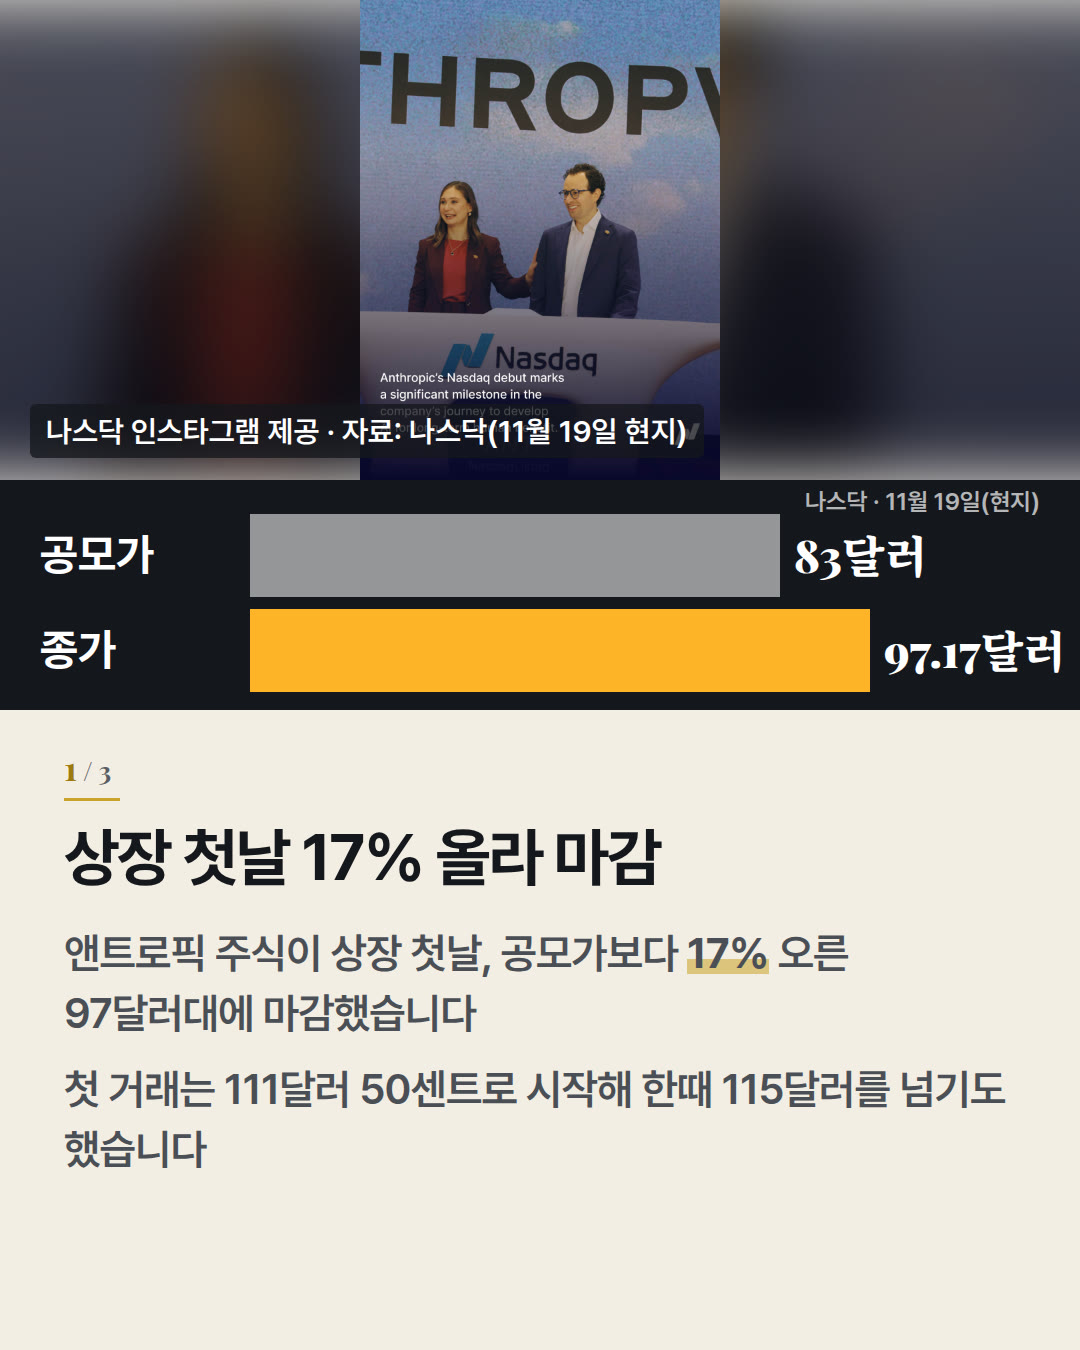 THROP
Nasdaq
Anthropic's Nasdaq debut marks
a significant milestone in the
company's journey to develop
나스닥 인스타그램 제공 · 자료: 나스닥(11월 19일 현지)
나스닥 · 11월 19일(현지)
공모가
83달러
종가
97.17달러
1 / 3
상장 첫날 17% 올라 마감
앤트로픽 주식이 상장 첫날, 공모가보다 17% 오른
97달러대에 마감했습니다
첫 거래는 111달러 50센트로 시작해 한때 115달러를 넘기도
했습니다